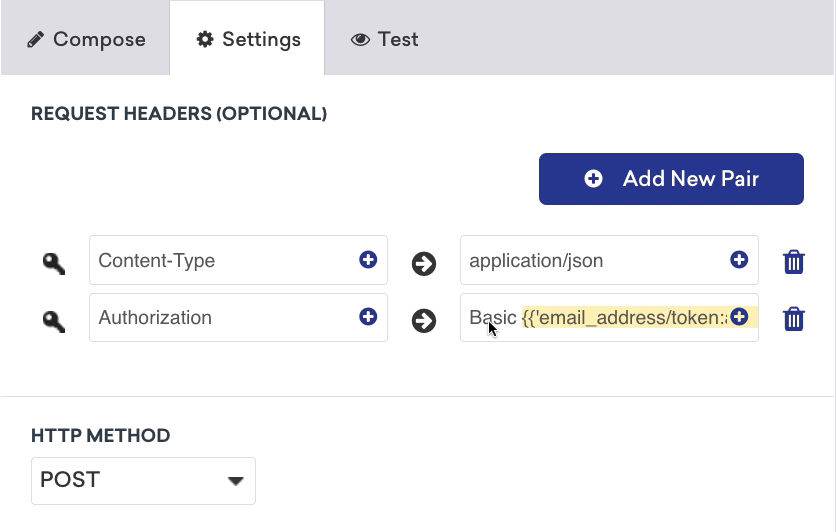 Compose Settings Test
REQUEST HEADERS (OPTIONAL)
Add New Pair
Content-Type application/json
Authorization Basic {{'email_address/token:
HTTP METHOD
POST